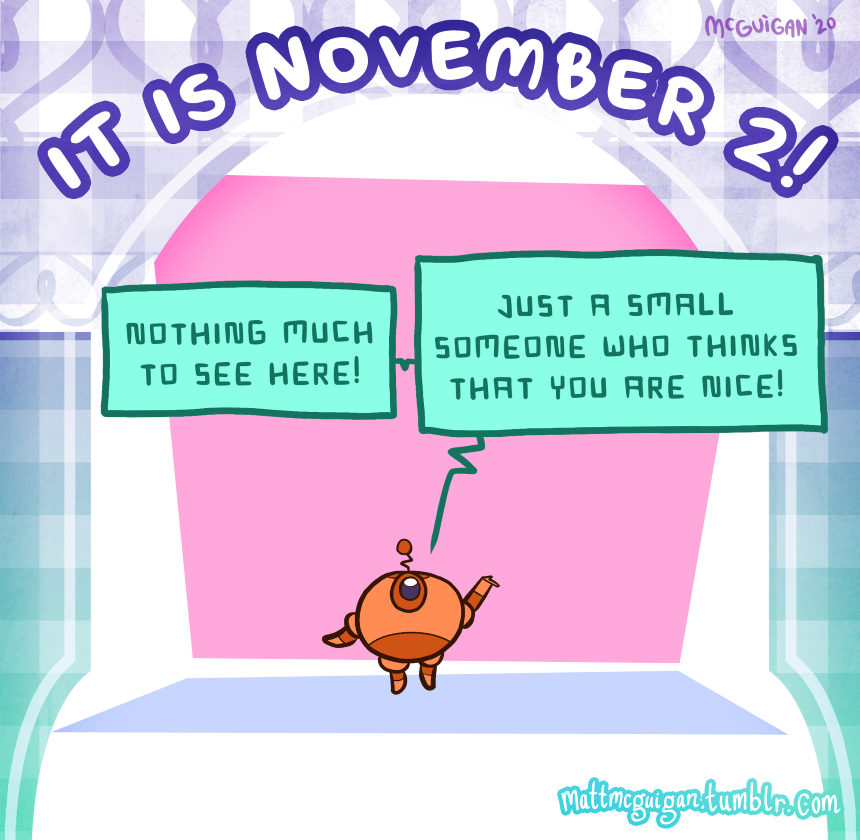 McGUiGAN '20
IT IS NOVEMBER 2!
NOTHING MUCH
TO SEE HERE!
JUST A SMALL
SOMEONE WHO THINKS
THAT YOU ARE NICE!
mattmcguigan.tumblr.com